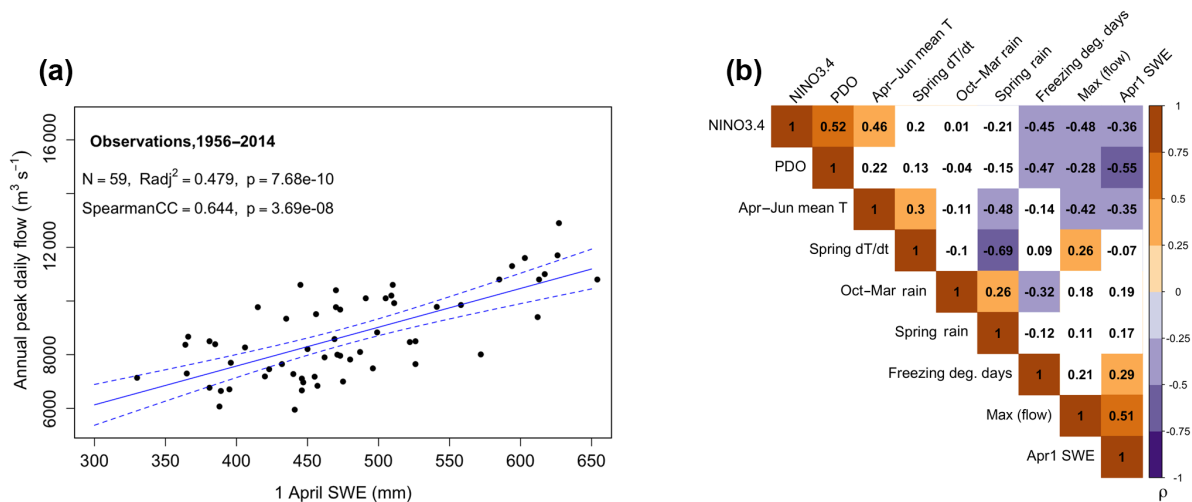 (a)
Observations,1956–2014
N = 59, Radj² = 0.479, p = 7.68e-10
SpearmanCC = 0.644, p = 3.69e-08
Annual peak daily flow (m³ s⁻¹)
16000
12000
10000
8000
6000
300 350 400 450 500 550 600 650
1 April SWE (mm)
(b)
NINO3.4 PDO Apr–Jun mean T Spring dT/dt Oct–Mar rain Spring rain Freezing deg. days Max (flow) Apr1 SWE
NINO3.4 1 0.52 0.46 0.2 0.01 -0.21 -0.45 -0.48 -0.36
PDO 1 0.22 0.13 -0.04 -0.15 -0.47 -0.28 -0.55
Apr–Jun mean T 1 0.3 -0.11 -0.48 -0.14 -0.42 -0.35
Spring dT/dt 1 -0.1 -0.69 0.09 0.26 -0.07
Oct–Mar rain 1 0.26 -0.32 0.18 0.19
Spring rain 1 -0.12 0.11 0.17
Freezing deg. days 1 0.21 0.29
Max (flow) 1 0.51
Apr1 SWE 1
1
0.75
0.5
0.25
0
-0.25
-0.5
-0.75
-1
ρ